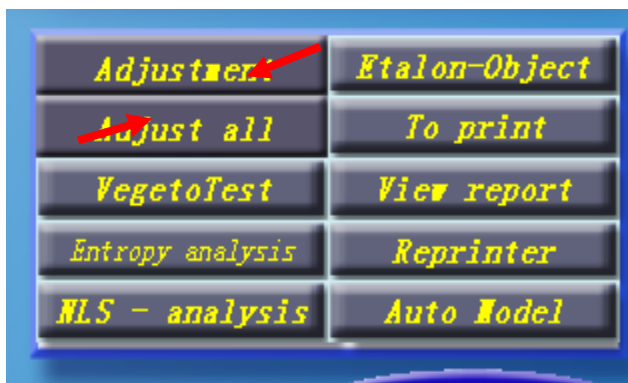 Adjustment
Etalon-Object
Adjust all
To print
VegetoTest
View report
Entropy analysis
Reprinter
NLS - analysis
Auto Model